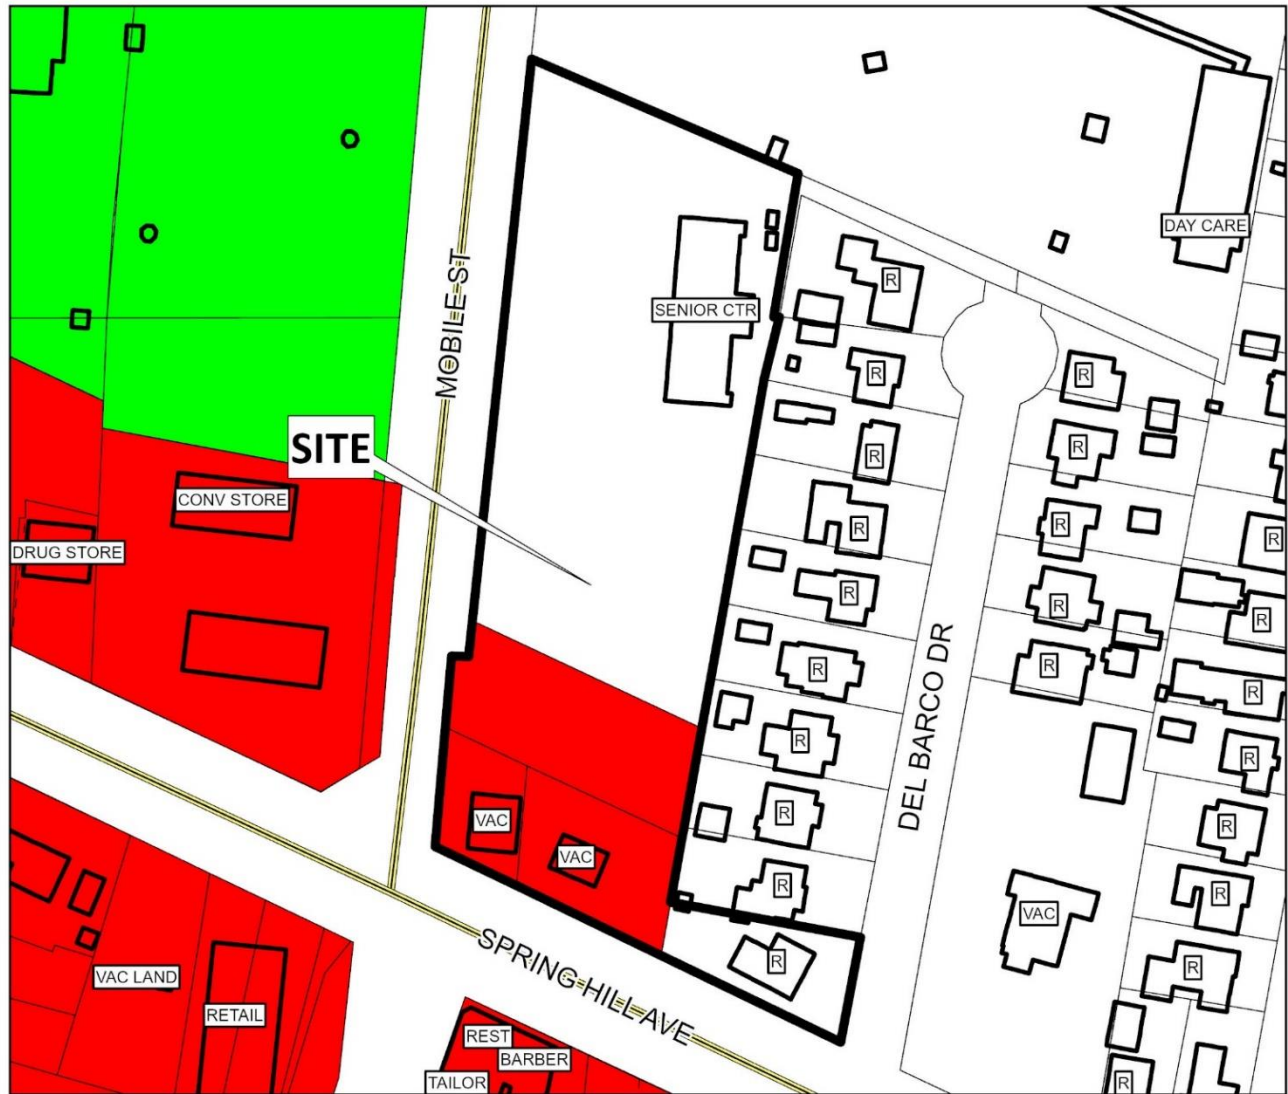 DAY CARE
R
SENIOR CTR
MOBILE ST
R
R
R
SITE
R
R
CONV STORE
R
R
DRUG STORE
R
R
R
R
R
R
R
R
DEL BARCO DR
R
R
R
VAC
R
R
VAC
R
R
VAC
SPRING HILL AVE
R
R
VAC LAND
RETAIL
REST
BARBER
TAILOR
R